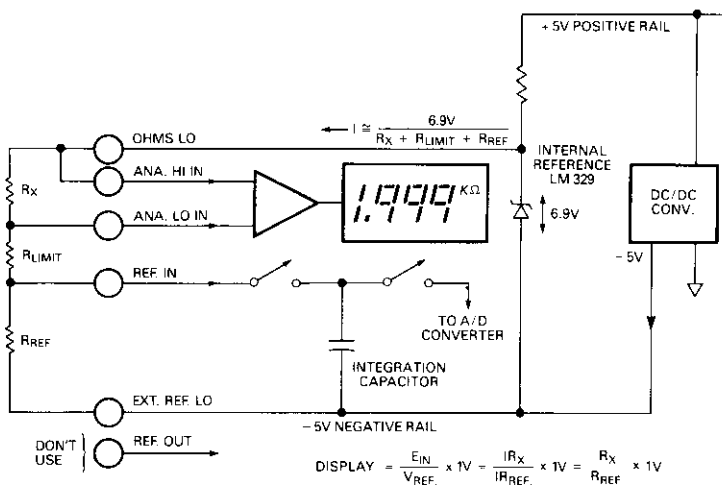 +5V POSITIVE RAIL
I ≅ 6.9V / (RX + RLIMIT + RREF)
OHMS LO
ANA. HI IN
RX
1.999 KΩ
INTERNAL
REFERENCE
LM 329
DC/DC
CONV.
ANA. LO IN
6.9V
RLIMIT
-5V
REF. IN
TO A/D
CONVERTER
RREF
INTEGRATION
CAPACITOR
EXT. REF. LO
-5V NEGATIVE RAIL
DON'T
USE
REF. OUT
DISPLAY = EIN / VREF. x 1V = IRX / IRREF. x 1V = RX / RREF x 1V